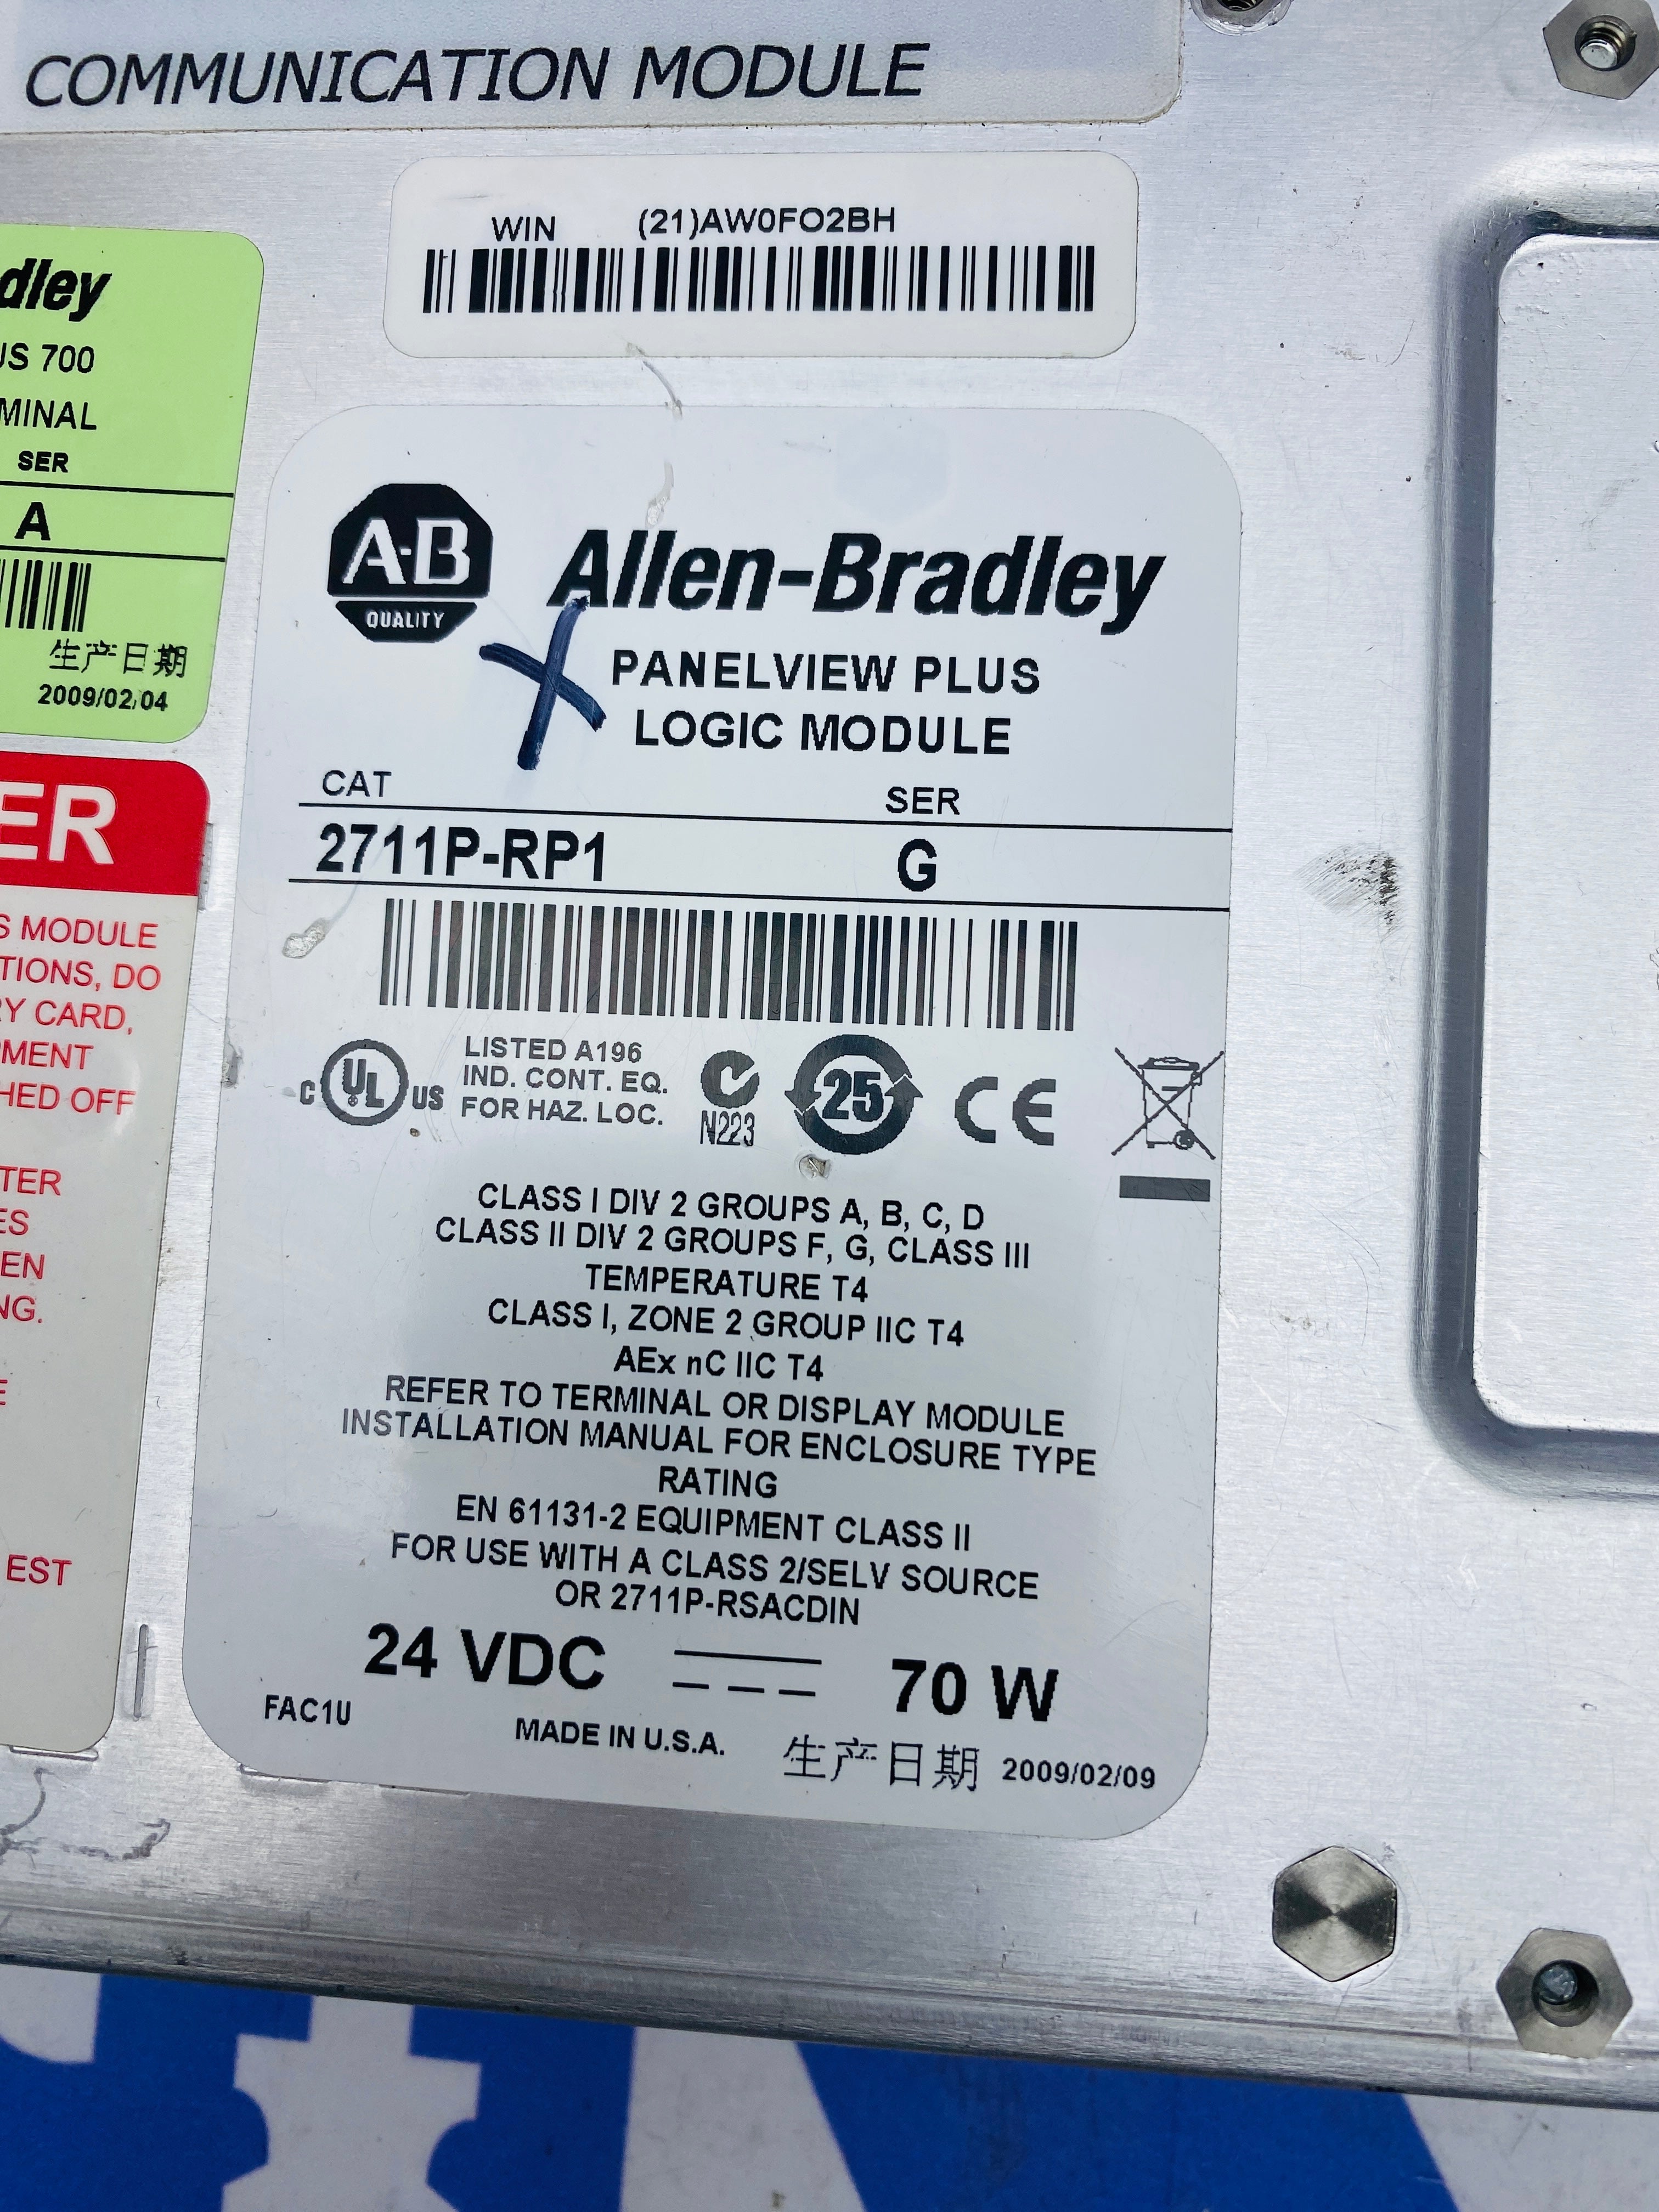 COMMUNICATION MODULE
WIN (21)AW0FO2BH
dley
US 700
MINAL
SER
A
生产日期
2009/02/04
ER
S MODULE
TIONS, DO
RY CARD,
PMENT
HED OFF
TER
ES
EN
NG.
E
EST
A-B
QUALITY
Allen-Bradley
PANELVIEW PLUS
LOGIC MODULE
CAT SER
2711P-RP1 G
C UL US
LISTED A196
IND. CONT. EQ.
FOR HAZ. LOC.
N223
25
CE
CLASS I DIV 2 GROUPS A, B, C, D
CLASS II DIV 2 GROUPS F, G, CLASS III
TEMPERATURE T4
CLASS I, ZONE 2 GROUP IIC T4
AEx nC IIC T4
REFER TO TERMINAL OR DISPLAY MODULE
INSTALLATION MANUAL FOR ENCLOSURE TYPE
RATING
EN 61131-2 EQUIPMENT CLASS II
FOR USE WITH A CLASS 2/SELV SOURCE
OR 2711P-RSACDIN
24 VDC 70 W
FAC1U
MADE IN U.S.A. 生产日期 2009/02/09